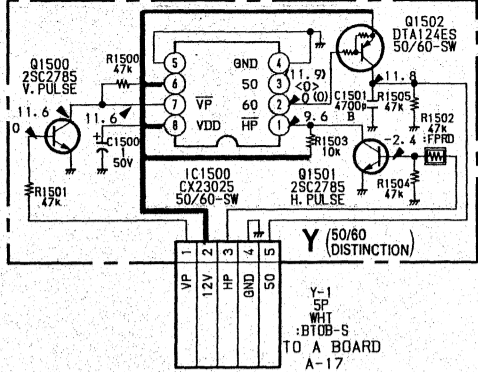 Q1500
2SC2785
V.PULSE
R1500
47k
Q1502
DTA124ES
50/60-SW
5
GND
4
6
50
3
7
VP
60
2
8
VDD
HP
1
(11.9)
<0>
0 (0)
11.8
11.6
11.6
0
9.6
B
-2.4
C1501
4700p
R1505
47k
R1502
47k
:FPRD
C1500
1
50V
R1503
10k
R1501
47k
IC1500
CX23025
50/60-SW
Q1501
2SC2785
H.PULSE
R1504
47k
Y (50/60 DISTINCTION)
1 2 3 4 5
VP 12V HP GND 50
Y-1
5P
WHT
:BTOB-S
TO A BOARD
A-17